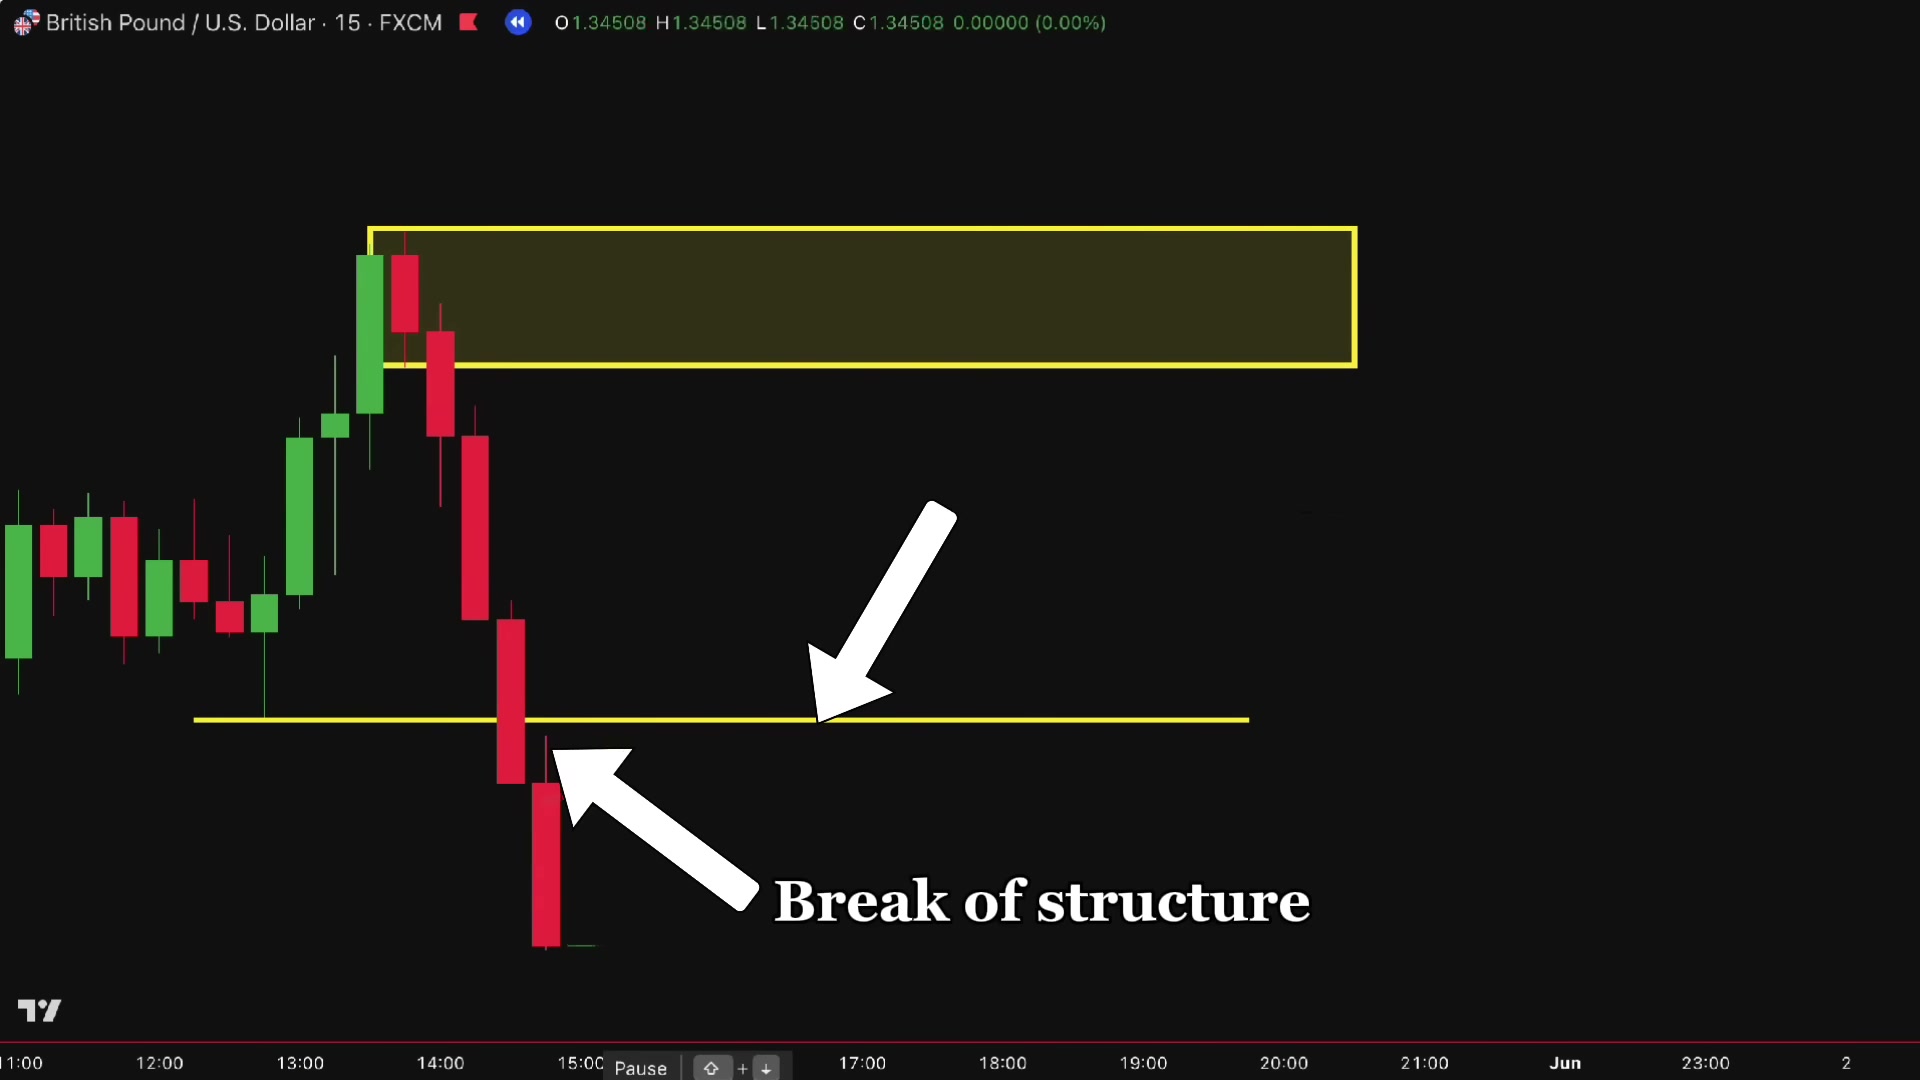 British Pound / U.S. Dollar · 15 · FXCM O1.34508 H1.34508 L1.34508 C1.34508 0.00000 (0.00%)
Break of structure
11:00 12:00 13:00 14:00 15:00 17:00 18:00 19:00 20:00 21:00 Jun 23:00 2
Pause +